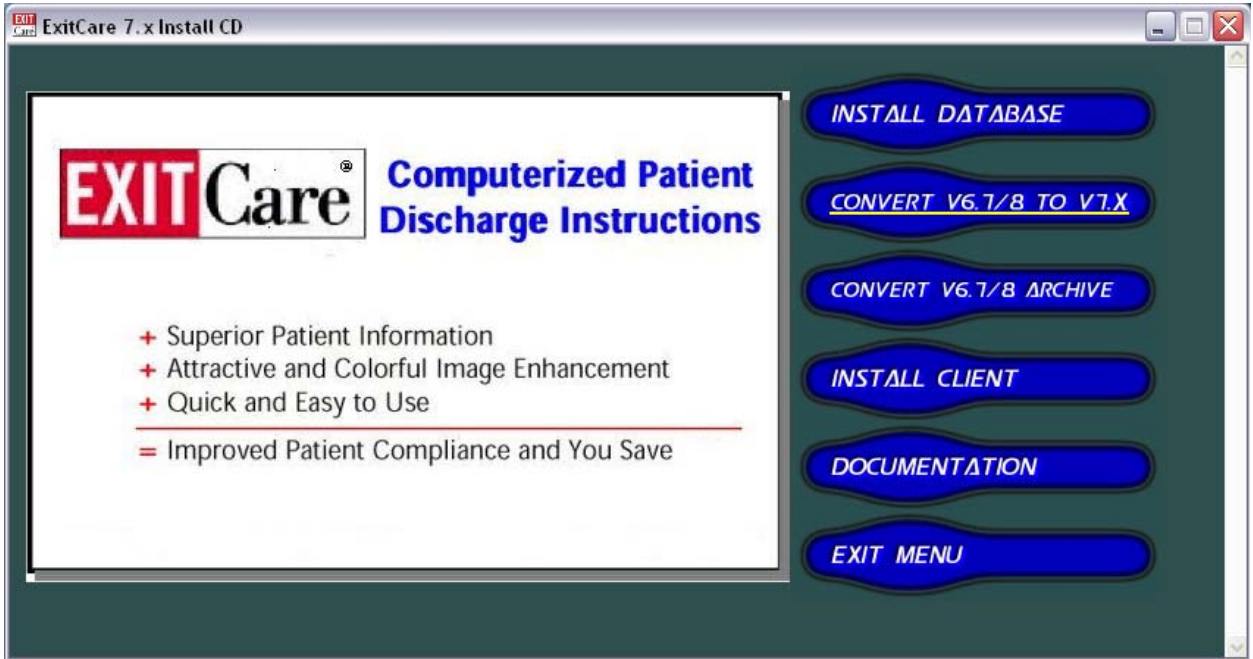 EXIT Care ExitCare 7.x Install CD
EXIT Care ®
Computerized Patient
Discharge Instructions
+ Superior Patient Information
+ Attractive and Colorful Image Enhancement
+ Quick and Easy to Use
= Improved Patient Compliance and You Save
INSTALL DATABASE
CONVERT V6.7/8 TO V7.X
CONVERT V6.7/8 ARCHIVE
INSTALL CLIENT
DOCUMENTATION
EXIT MENU